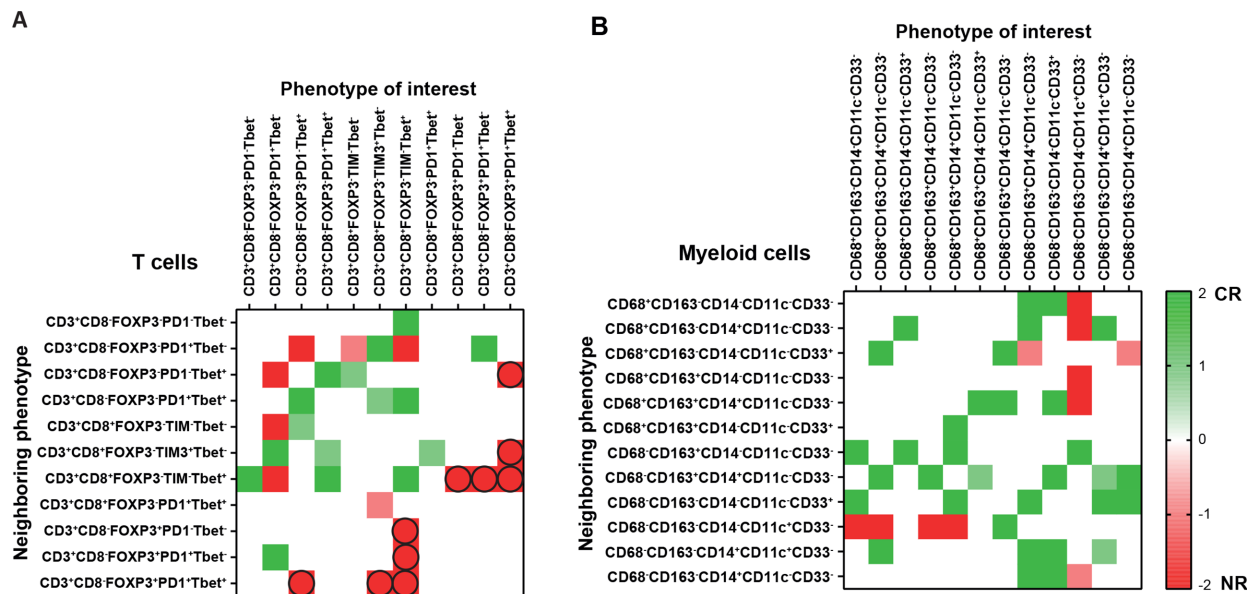 A
Phenotype of interest
CD3⁺CD8⁻FOXP3⁻PD1⁻Tbet⁻
CD3⁺CD8⁻FOXP3⁻PD1⁺Tbet⁻
CD3⁺CD8⁻FOXP3⁻PD1⁻Tbet⁺
CD3⁺CD8⁻FOXP3⁻PD1⁺Tbet⁺
CD3⁺CD8⁺FOXP3⁻TIM⁻Tbet⁻
CD3⁺CD8⁺FOXP3⁻TIM3⁺Tbet⁻
CD3⁺CD8⁺FOXP3⁻TIM⁻Tbet⁺
CD3⁺CD8⁺FOXP3⁻PD1⁺Tbet⁺
CD3⁺CD8⁻FOXP3⁺PD1⁻Tbet⁻
CD3⁺CD8⁻FOXP3⁺PD1⁺Tbet⁻
CD3⁺CD8⁻FOXP3⁺PD1⁺Tbet⁺
T cells
Neighboring phenotype
CD3⁺CD8⁻FOXP3⁻PD1⁻Tbet⁻
CD3⁺CD8⁻FOXP3⁻PD1⁺Tbet⁻
CD3⁺CD8⁻FOXP3⁻PD1⁻Tbet⁺
CD3⁺CD8⁻FOXP3⁻PD1⁺Tbet⁺
CD3⁺CD8⁺FOXP3⁻TIM⁻Tbet⁻
CD3⁺CD8⁺FOXP3⁻TIM3⁺Tbet⁻
CD3⁺CD8⁺FOXP3⁻TIM⁻Tbet⁺
CD3⁺CD8⁺FOXP3⁻PD1⁺Tbet⁺
CD3⁺CD8⁻FOXP3⁺PD1⁻Tbet⁻
CD3⁺CD8⁻FOXP3⁺PD1⁺Tbet⁻
CD3⁺CD8⁻FOXP3⁺PD1⁺Tbet⁺
B
Phenotype of interest
CD68⁺CD163⁻CD14⁻CD11c⁻CD33⁻
CD68⁺CD163⁻CD14⁺CD11c⁻CD33⁻
CD68⁺CD163⁻CD14⁻CD11c⁻CD33⁺
CD68⁺CD163⁺CD14⁻CD11c⁻CD33⁻
CD68⁺CD163⁺CD14⁺CD11c⁻CD33⁻
CD68⁺CD163⁺CD14⁻CD11c⁻CD33⁺
CD68⁻CD163⁺CD14⁻CD11c⁻CD33⁻
CD68⁻CD163⁺CD14⁺CD11c⁻CD33⁻
CD68⁻CD163⁻CD14⁻CD11c⁻CD33⁺
CD68⁻CD163⁻CD14⁻CD11c⁺CD33⁻
CD68⁻CD163⁻CD14⁺CD11c⁺CD33⁻
CD68⁻CD163⁻CD14⁺CD11c⁻CD33⁻
Myeloid cells
Neighboring phenotype
CD68⁺CD163⁻CD14⁻CD11c⁻CD33⁻
CD68⁺CD163⁻CD14⁺CD11c⁻CD33⁻
CD68⁺CD163⁻CD14⁻CD11c⁻CD33⁺
CD68⁺CD163⁺CD14⁻CD11c⁻CD33⁻
CD68⁺CD163⁺CD14⁺CD11c⁻CD33⁻
CD68⁺CD163⁺CD14⁻CD11c⁻CD33⁺
CD68⁻CD163⁺CD14⁻CD11c⁻CD33⁻
CD68⁻CD163⁺CD14⁺CD11c⁻CD33⁻
CD68⁻CD163⁻CD14⁻CD11c⁻CD33⁺
CD68⁻CD163⁻CD14⁻CD11c⁺CD33⁻
CD68⁻CD163⁻CD14⁺CD11c⁺CD33⁻
CD68⁻CD163⁻CD14⁺CD11c⁻CD33⁻
2 CR
1
0
-1
-2 NR